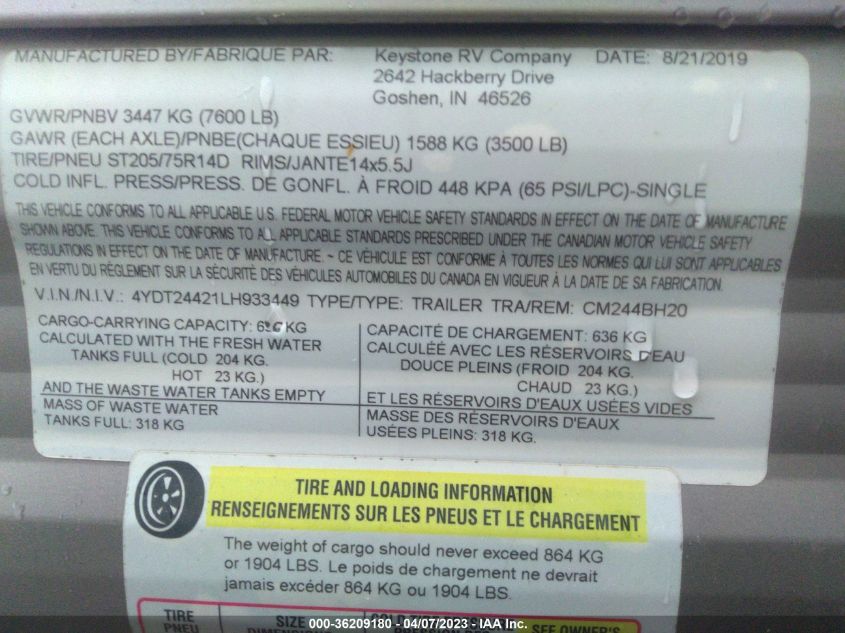 MANUFACTURED BY/FABRIQUE PAR: Keystone RV Company DATE: 8/21/2019
2642 Hackberry Drive
Goshen, IN 46526
GVWR/PNBV 3447 KG (7600 LB)
GAWR (EACH AXLE)/PNBE(CHAQUE ESSIEU) 1588 KG (3500 LB)
TIRE/PNEU ST205/75R14D RIMS/JANTE14x5.5J
COLD INFL. PRESS/PRESS. DE GONFL. À FROID 448 KPA (65 PSI/LPC)-SINGLE
THIS VEHICLE CONFORMS TO ALL APPLICABLE U.S. FEDERAL MOTOR VEHICLE SAFETY STANDARDS IN EFFECT ON THE DATE OF MANUFACTURE
SHOWN ABOVE. THIS VEHICLE CONFORMS TO ALL APPLICABLE STANDARDS PRESCRIBED UNDER THE CANADIAN MOTOR VEHICLE SAFETY
REGULATIONS IN EFFECT ON THE DATE OF MANUFACTURE. ~ CE VÉHICULE EST CONFORME À TOUTES LES NORMES QUI LUI SONT APPLICABLES
EN VERTU DU RÉGLEMENT SUR LA SÉCURITÉ DES VÉHICULES AUTOMOBILES DU CANADA EN VIGUEUR À LA DATE DE SA FABRICATION.
V.I.N./N.I.V.: 4YDT24421LH933449 TYPE/TYPE: TRAILER TRA/REM: CM244BH20
CARGO-CARRYING CAPACITY: KG
CALCULATED WITH THE FRESH WATER
TANKS FULL (COLD 204 KG.
HOT 23 KG.)
AND THE WASTE WATER TANKS EMPTY
MASS OF WASTE WATER
TANKS FULL: 318 KG
CAPACITÉ DE CHARGEMENT: 636 KG
CALCULÉE AVEC LES RÉSERVOIRS D'EAU
DOUCE PLEINS (FROID 204 KG.
CHAUD 23 KG.)
ET LES RÉSERVOIRS D'EAUX USÉES VIDES
MASSE DES RÉSERVOIRS D'EAUX
USÉES PLEINS: 318 KG.
TIRE AND LOADING INFORMATION
RENSEIGNEMENTS SUR LES PNEUS ET LE CHARGEMENT
The weight of cargo should never exceed 864 KG
or 1904 LBS. Le poids de chargement ne devrait
jamais excéder 864 KG ou 1904 LBS.
TIRE SIZE SEE OWNER'S
PNEU
000-36209180 - 04/07/2023 - IAA Inc.